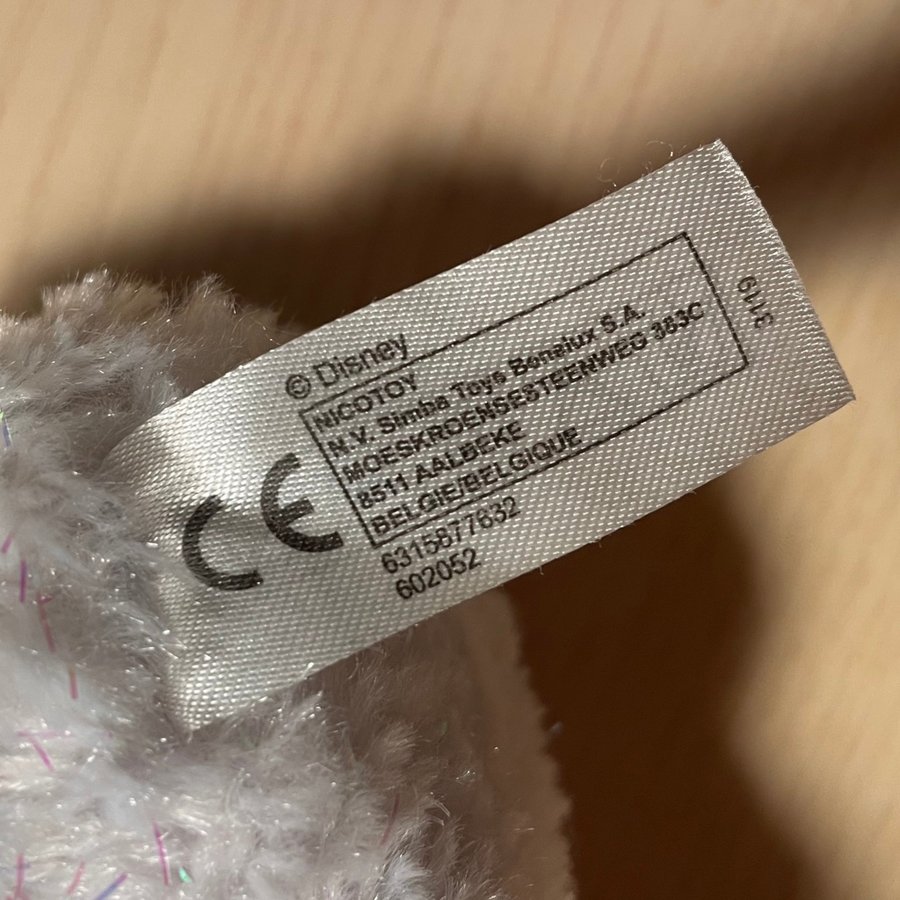 © Disney
NICOTOY
N.V. Simba Toys Benelux S.A.
MOESKROENSESTEENWEG 383C
8511 AALBEKE
BELGIE/BELGIQUE
6315877632
602052
CE
3119